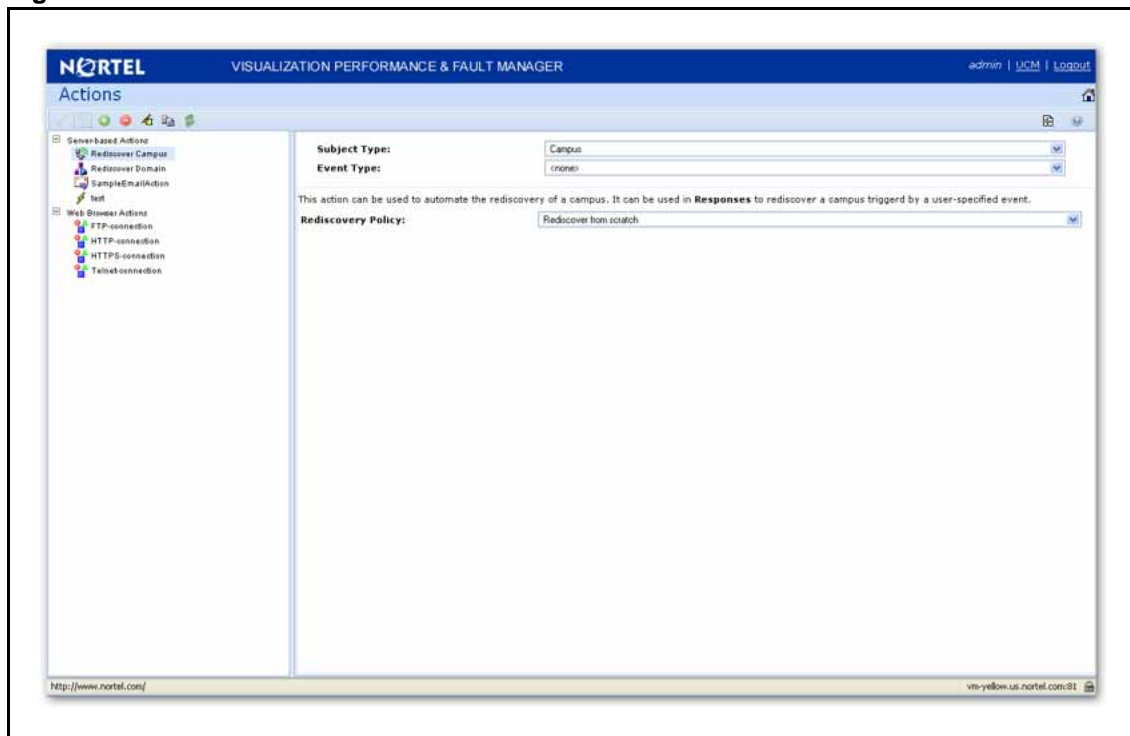 NORTEL VISUALIZATION PERFORMANCE & FAULT MANAGER admin | UCM | Logout
Actions
Server based Actions
Rediscover Campus
Rediscover Domain
SampleEmailAction
test
Web Browser Actions
FTP-connection
HTTP-connection
HTTPS-connection
Telnet-connection
Subject Type: Campus
Event Type: <none>
This action can be used to automate the rediscovery of a campus. It can be used in Responses to rediscover a campus triggerd by a user-specified event.
Rediscovery Policy: Rediscover from scratch
http://www.nortel.com/ vm-yellow.us.nortel.com:81